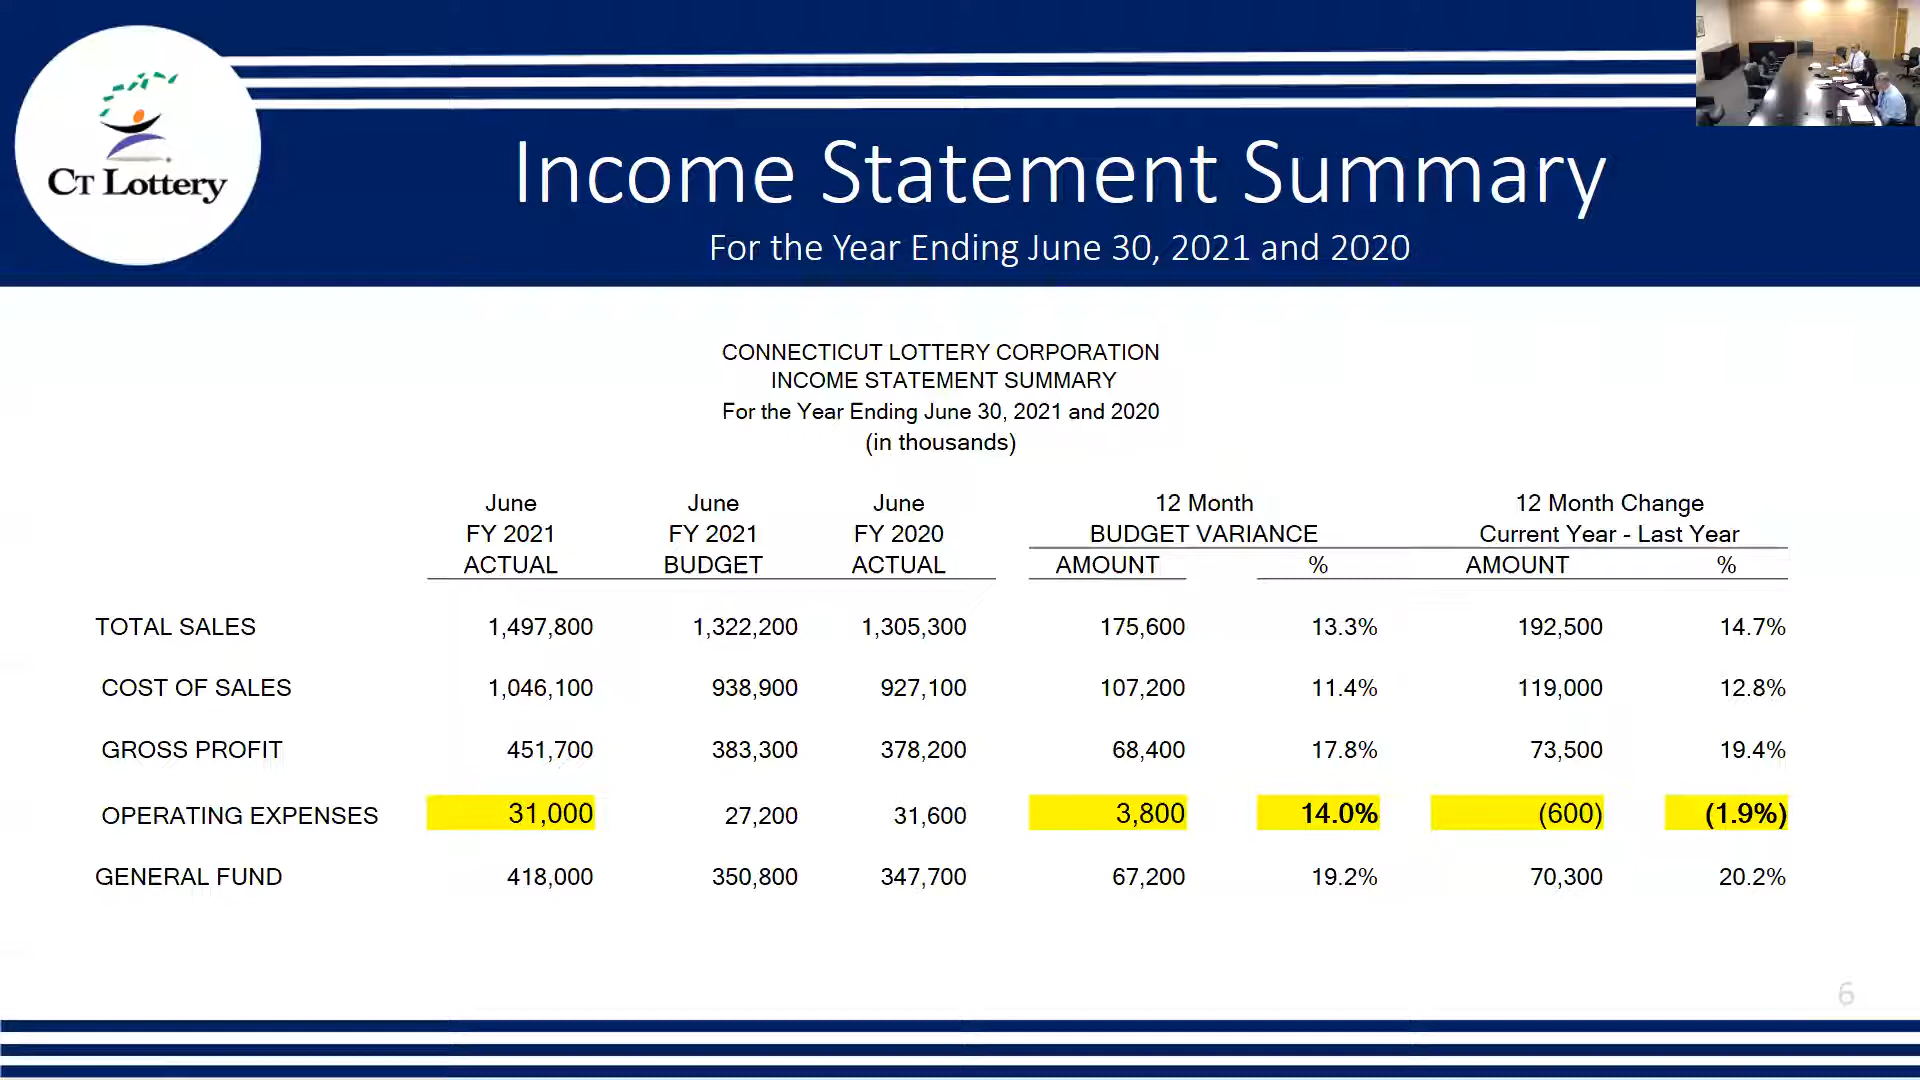 CT Lottery
Income Statement Summary
For the Year Ending June 30, 2021 and 2020
CONNECTICUT LOTTERY CORPORATION
INCOME STATEMENT SUMMARY
For the Year Ending June 30, 2021 and 2020
(in thousands)
June June June 12 Month 12 Month Change
FY 2021 FY 2021 FY 2020 BUDGET VARIANCE Current Year - Last Year
ACTUAL BUDGET ACTUAL AMOUNT % AMOUNT %
TOTAL SALES 1,497,800 1,322,200 1,305,300 175,600 13.3% 192,500 14.7%
COST OF SALES 1,046,100 938,900 927,100 107,200 11.4% 119,000 12.8%
GROSS PROFIT 451,700 383,300 378,200 68,400 17.8% 73,500 19.4%
OPERATING EXPENSES 31,000 27,200 31,600 3,800 14.0% (600) (1.9%)
GENERAL FUND 418,000 350,800 347,700 67,200 19.2% 70,300 20.2%
6